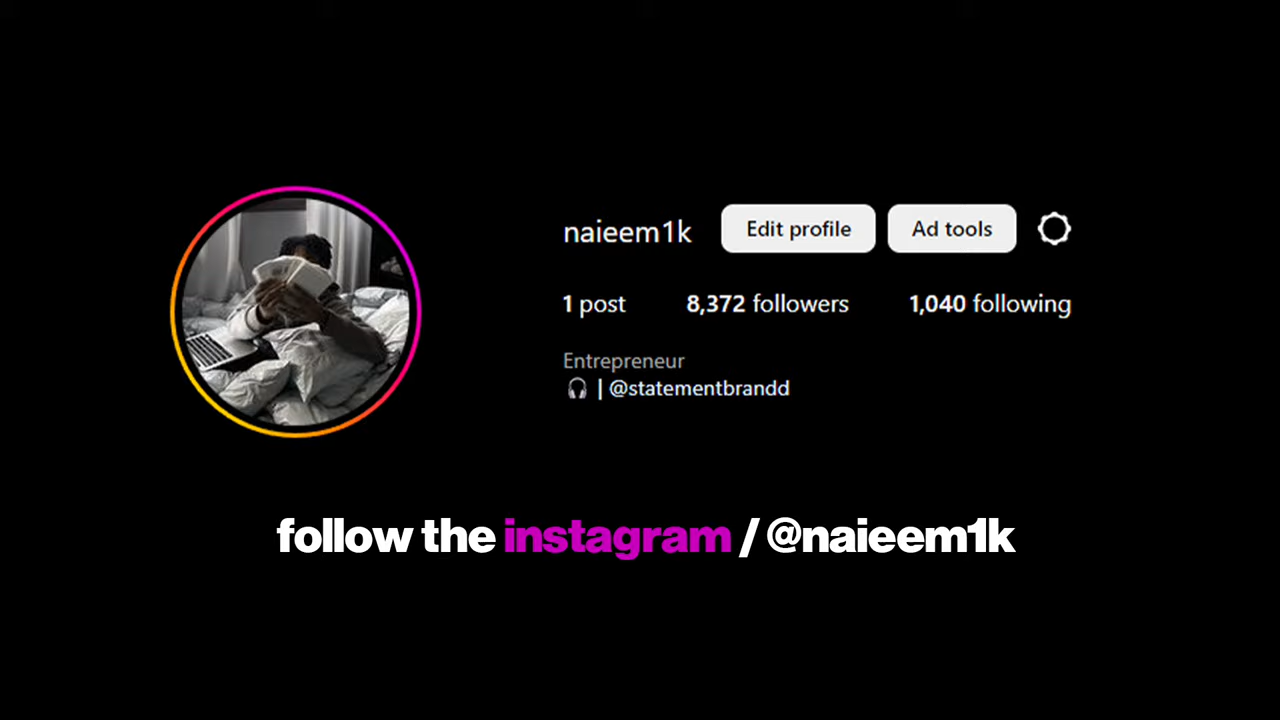 naieem1k Edit profile Ad tools
1 post 8,372 followers 1,040 following
Entrepreneur
🎧 | @statementbrandd
follow the instagram / @naieem1k